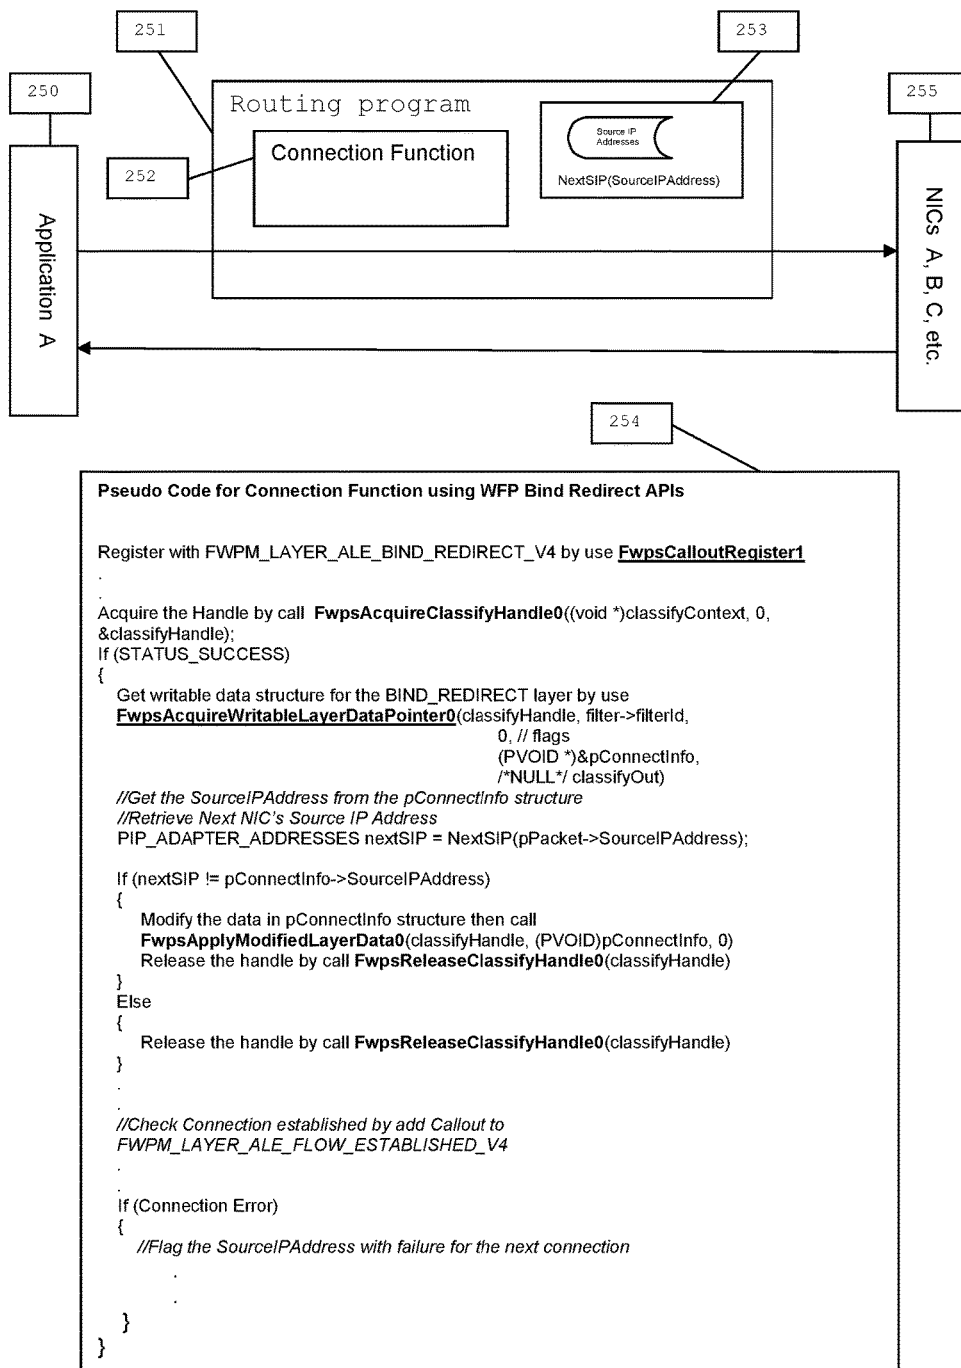 251
253
250
255
Routing program
Source IP
Addresses
Connection Function
252
NextSIP(SourceIPAddress)
Application A
NICs A, B, C, etc.
254
Pseudo Code for Connection Function using WFP Bind Redirect APIs
Register with FWPM_LAYER_ALE_BIND_REDIRECT_V4 by use FwpsCalloutRegister1
.
.
Acquire the Handle by call FwpsAcquireClassifyHandle0((void *)classifyContext, 0,
&classifyHandle);
If (STATUS_SUCCESS)
{
Get writable data structure for the BIND_REDIRECT layer by use
FwpsAcquireWritableLayerDataPointer0(classifyHandle, filter->filterId,
0, // flags
(PVOID *)&pConnectInfo,
/*NULL*/ classifyOut)
//Get the SourceIPAddress from the pConnectInfo structure
//Retrieve Next NIC's Source IP Address
PIP_ADAPTER_ADDRESSES nextSIP = NextSIP(pPacket->SourceIPAddress);
If (nextSIP != pConnectInfo->SourceIPAddress)
{
Modify the data in pConnectInfo structure then call
FwpsApplyModifiedLayerData0(classifyHandle, (PVOID)pConnectInfo, 0)
Release the handle by call FwpsReleaseClassifyHandle0(classifyHandle)
}
Else
{
Release the handle by call FwpsReleaseClassifyHandle0(classifyHandle)
}
.
.
//Check Connection established by add Callout to
FWPM_LAYER_ALE_FLOW_ESTABLISHED_V4
.
.
If (Connection Error)
{
//Flag the SourceIPAddress with failure for the next connection
.
.
}
}